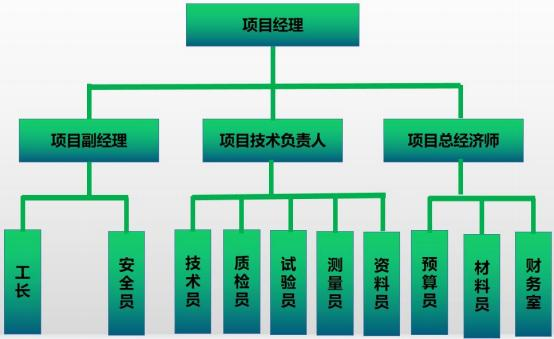 项目经理
项目副经理
项目技术负责人
项目总经济师
工长
安全员
技术员
质检员
试验员
测量员
资料员
预算员
材料员
财务室